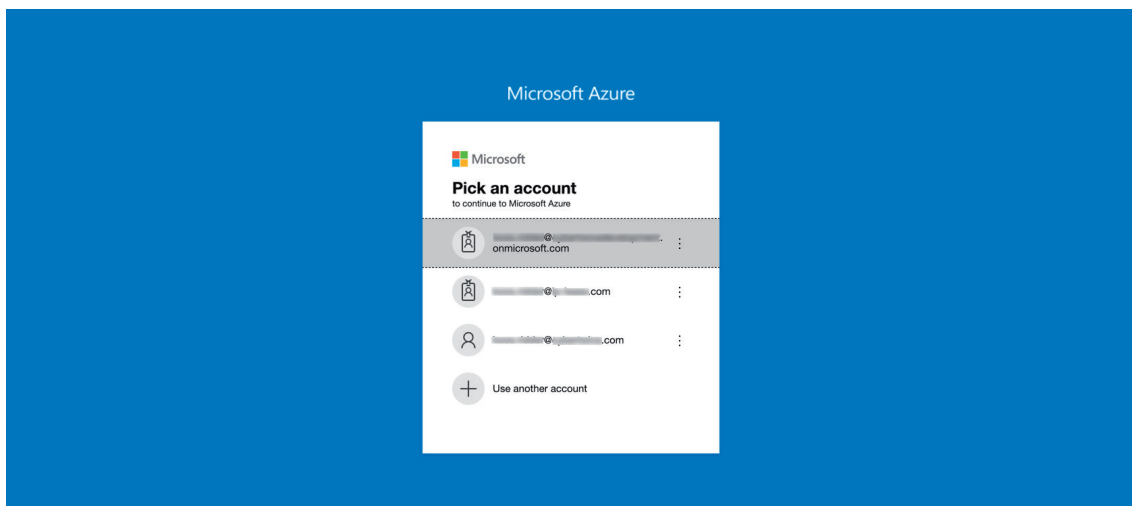 Microsoft Azure
Microsoft
Pick an account
to continue to Microsoft Azure
@ .
onmicrosoft.com
@ .com
@ .com
Use another account